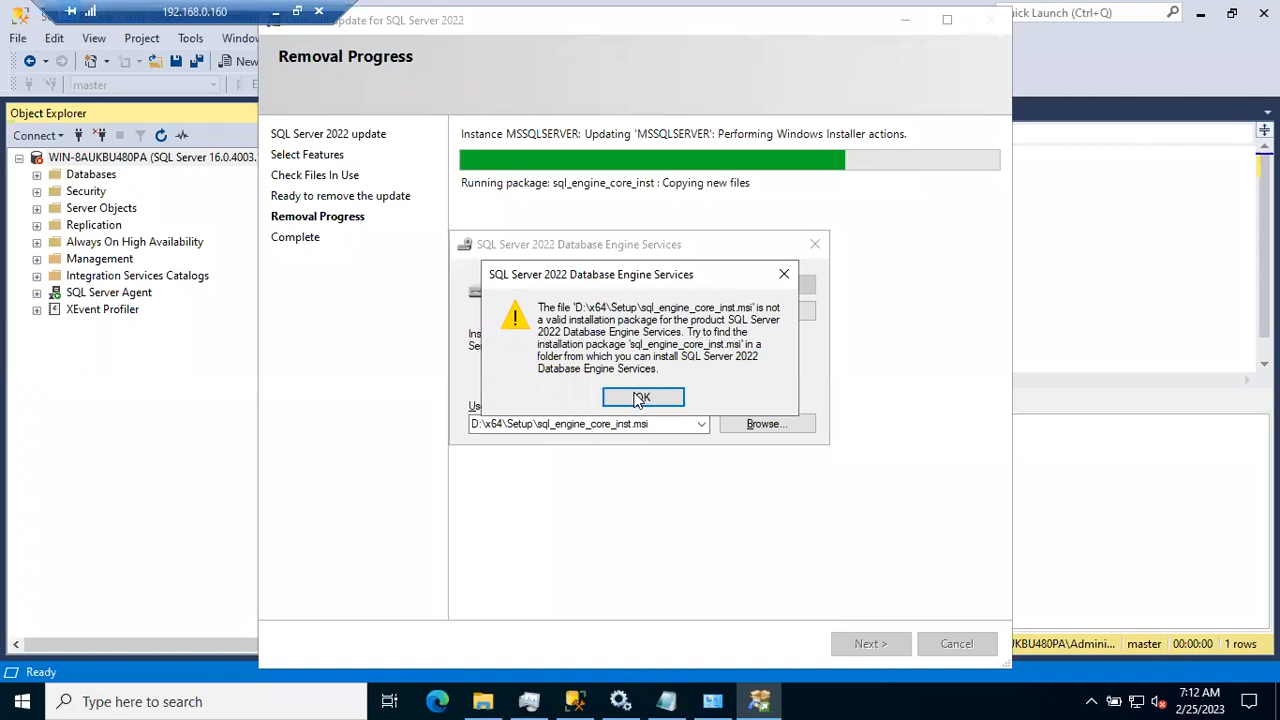 192.168.0.160
pdate for SQL Server 2022
uick Launch (Ctrl+Q)
File Edit View Project Tools Window
New
master
Removal Progress
Object Explorer
Connect
WIN-8AUKBU480PA (SQL Server 16.0.4003.
Databases
Security
Server Objects
Replication
Always On High Availability
Management
Integration Services Catalogs
SQL Server Agent
XEvent Profiler
SQL Server 2022 update
Select Features
Check Files In Use
Ready to remove the update
Removal Progress
Complete
Instance MSSQLSERVER: Updating 'MSSQLSERVER': Performing Windows Installer actions.
Running package: sql_engine_core_inst : Copying new files
SQL Server 2022 Database Engine Services
SQL Server 2022 Database Engine Services
The file 'D:\x64\Setup\sql_engine_core_inst.msi' is not
a valid installation package for the product SQL Server
2022 Database Engine Services. Try to find the
installation package 'sql_engine_core_inst.msi' in a
folder from which you can install SQL Server 2022
Database Engine Services.
OK
D:\x64\Setup\sql_engine_core_inst.msi
Browse...
Next >
Cancel
JKBU480PA\Admini... master 00:00:00 1 rows
Ready
Type here to search
7:12 AM
2/25/2023